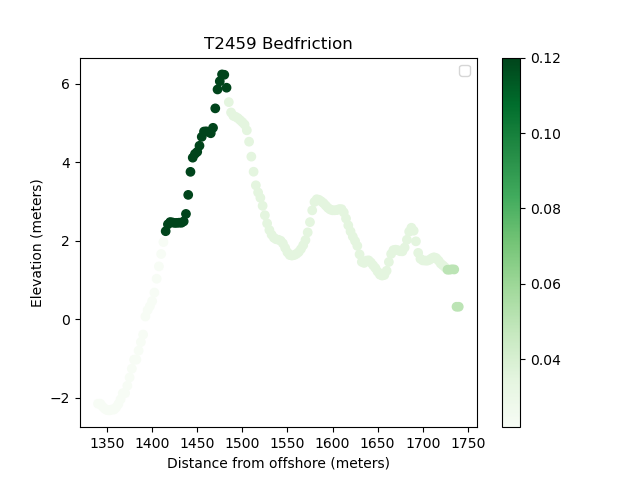 T2459 Bedfriction
6
4
2
0
−2
Elevation (meters)
1350 1400 1450 1500 1550 1600 1650 1700 1750
Distance from offshore (meters)
0.12
0.10
0.08
0.06
0.04